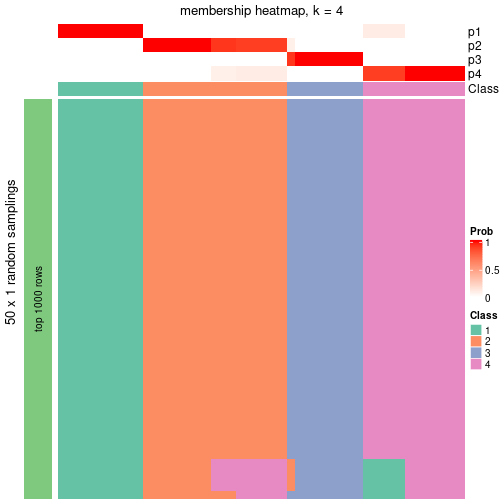 membership heatmap, k = 4
p1
p2
p3
p4
Class
50 x 1 random samplings
top 1000 rows
Prob
1
0.5
0
Class
1
2
3
4